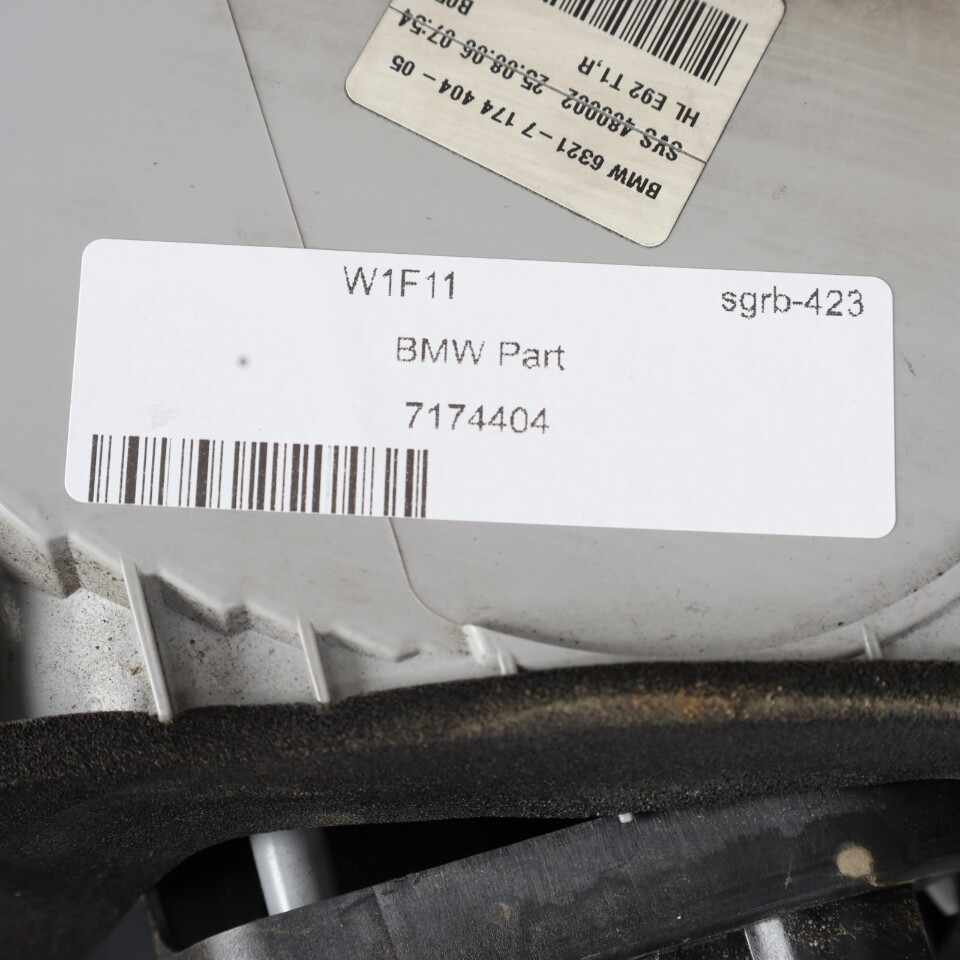 HL E92 T1,R
SVS 480002 25.08.06 07:54
BMW 6321 – 7 174 404 – 05
W1F11
sgrb-423
BMW Part
7174404